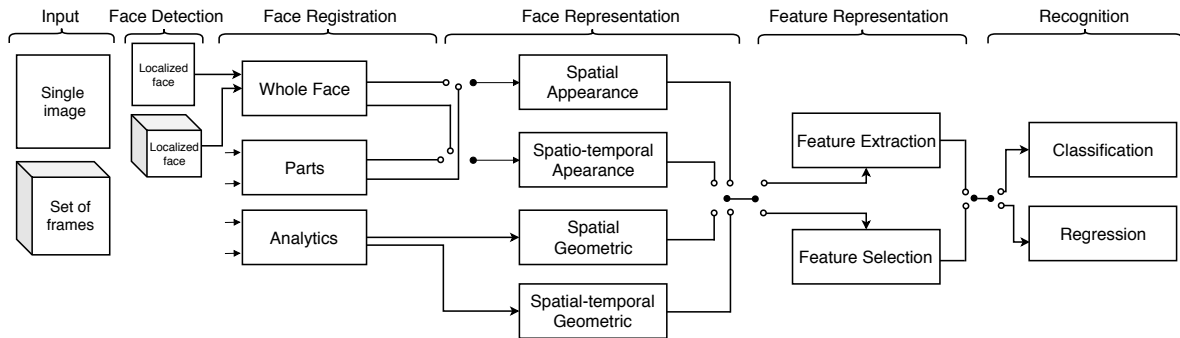 Input
Face Detection
Face Registration
Face Representation
Feature Representation
Recognition
Single
image
Set of
frames
Localized
face
Localized
face
Whole Face
Parts
Analytics
Spatial
Appearance
Spatio-temporal
Apearance
Spatial
Geometric
Spatial-temporal
Geometric
Feature Extraction
Feature Selection
Classification
Regression